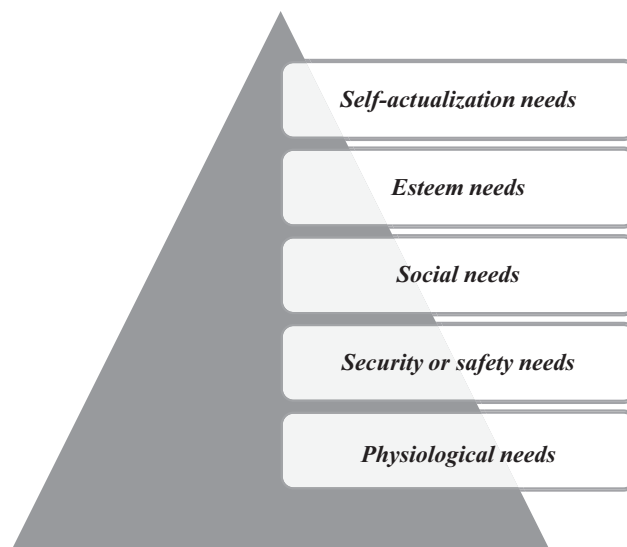 Self-actualization needs
Esteem needs
Social needs
Security or safety needs
Physiological needs